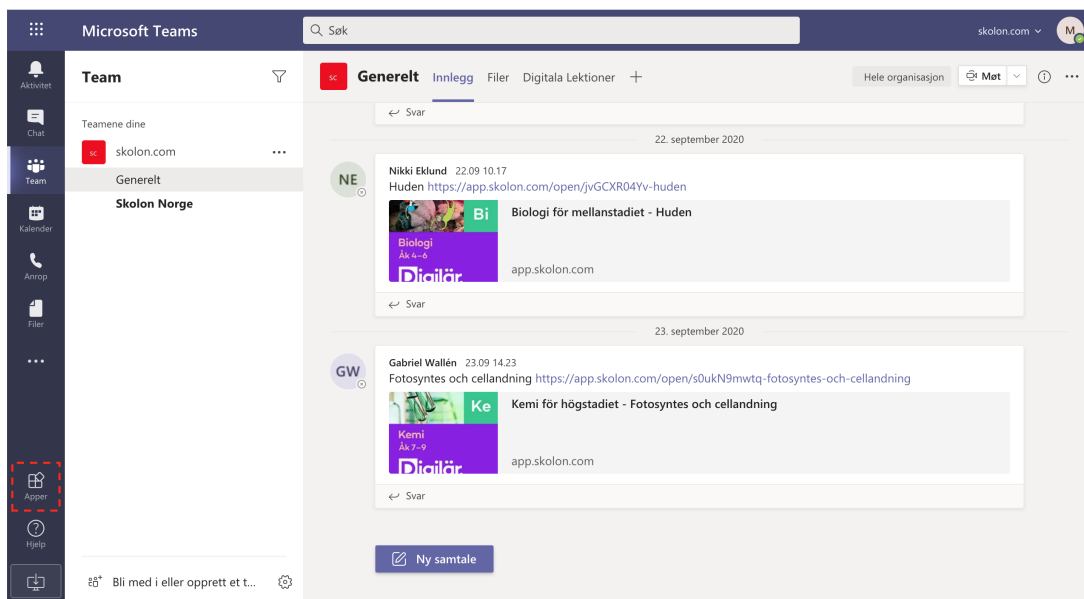 Microsoft Teams
Søk
skolon.com
M
Aktivitet
Chat
Team
Kalender
Anrop
Filer
Apper
Hjelp
Team
Teamene dine
sc skolon.com
Generelt
Skolon Norge
Bli med i eller opprett et t...
sc Generelt Innlegg Filer Digitala Lektioner
Hele organisasjon Møt
Svar
22. september 2020
NE
Nikki Eklund 22.09 10.17
Huden https://app.skolon.com/open/jvGCXR04Yv-huden
Bi
Biologi
Åk 4–6
Digilär
Biologi för mellanstadiet - Huden
app.skolon.com
Svar
23. september 2020
GW
Gabriel Wallén 23.09 14.23
Fotosyntes och cellandning https://app.skolon.com/open/s0ukN9mwtq-fotosyntes-och-cellandning
Ke
Kemi
Åk 7–9
Digilär
Kemi för högstadiet - Fotosyntes och cellandning
app.skolon.com
Svar
Ny samtale